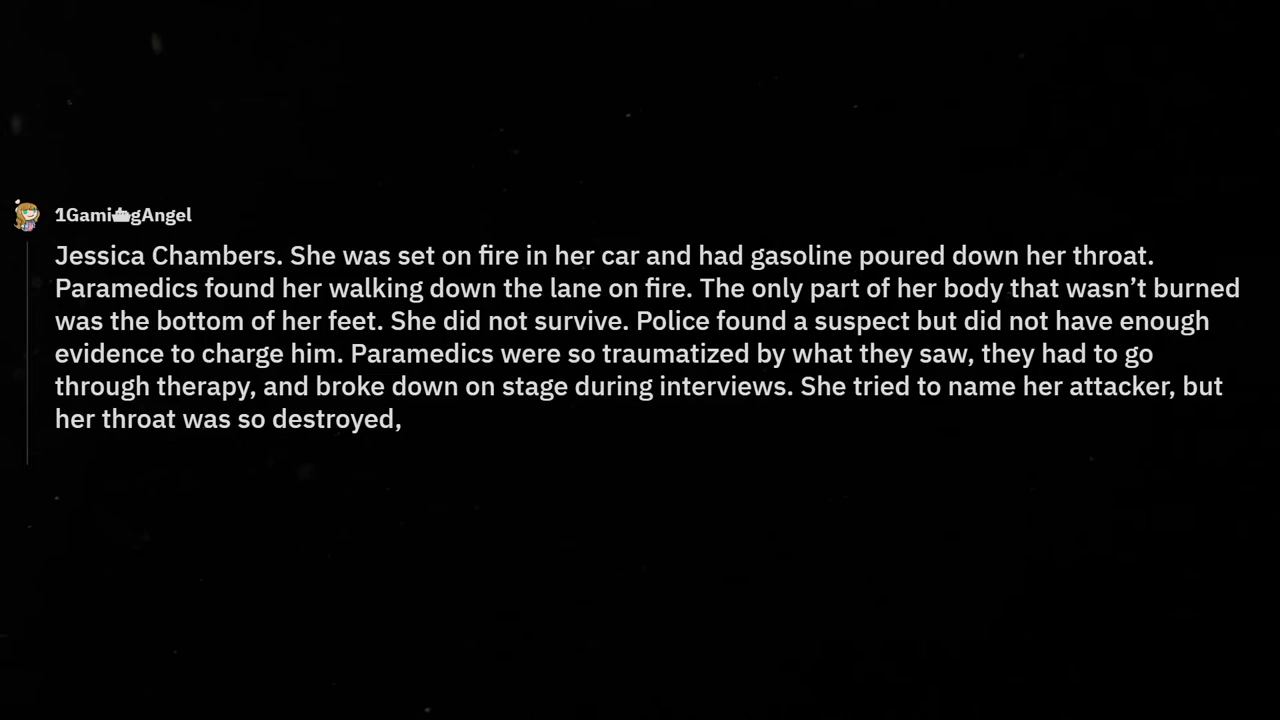 1GamingAngel
Jessica Chambers. She was set on fire in her car and had gasoline poured down her throat.
Paramedics found her walking down the lane on fire. The only part of her body that wasn’t burned
was the bottom of her feet. She did not survive. Police found a suspect but did not have enough
evidence to charge him. Paramedics were so traumatized by what they saw, they had to go
through therapy, and broke down on stage during interviews. She tried to name her attacker, but
her throat was so destroyed,